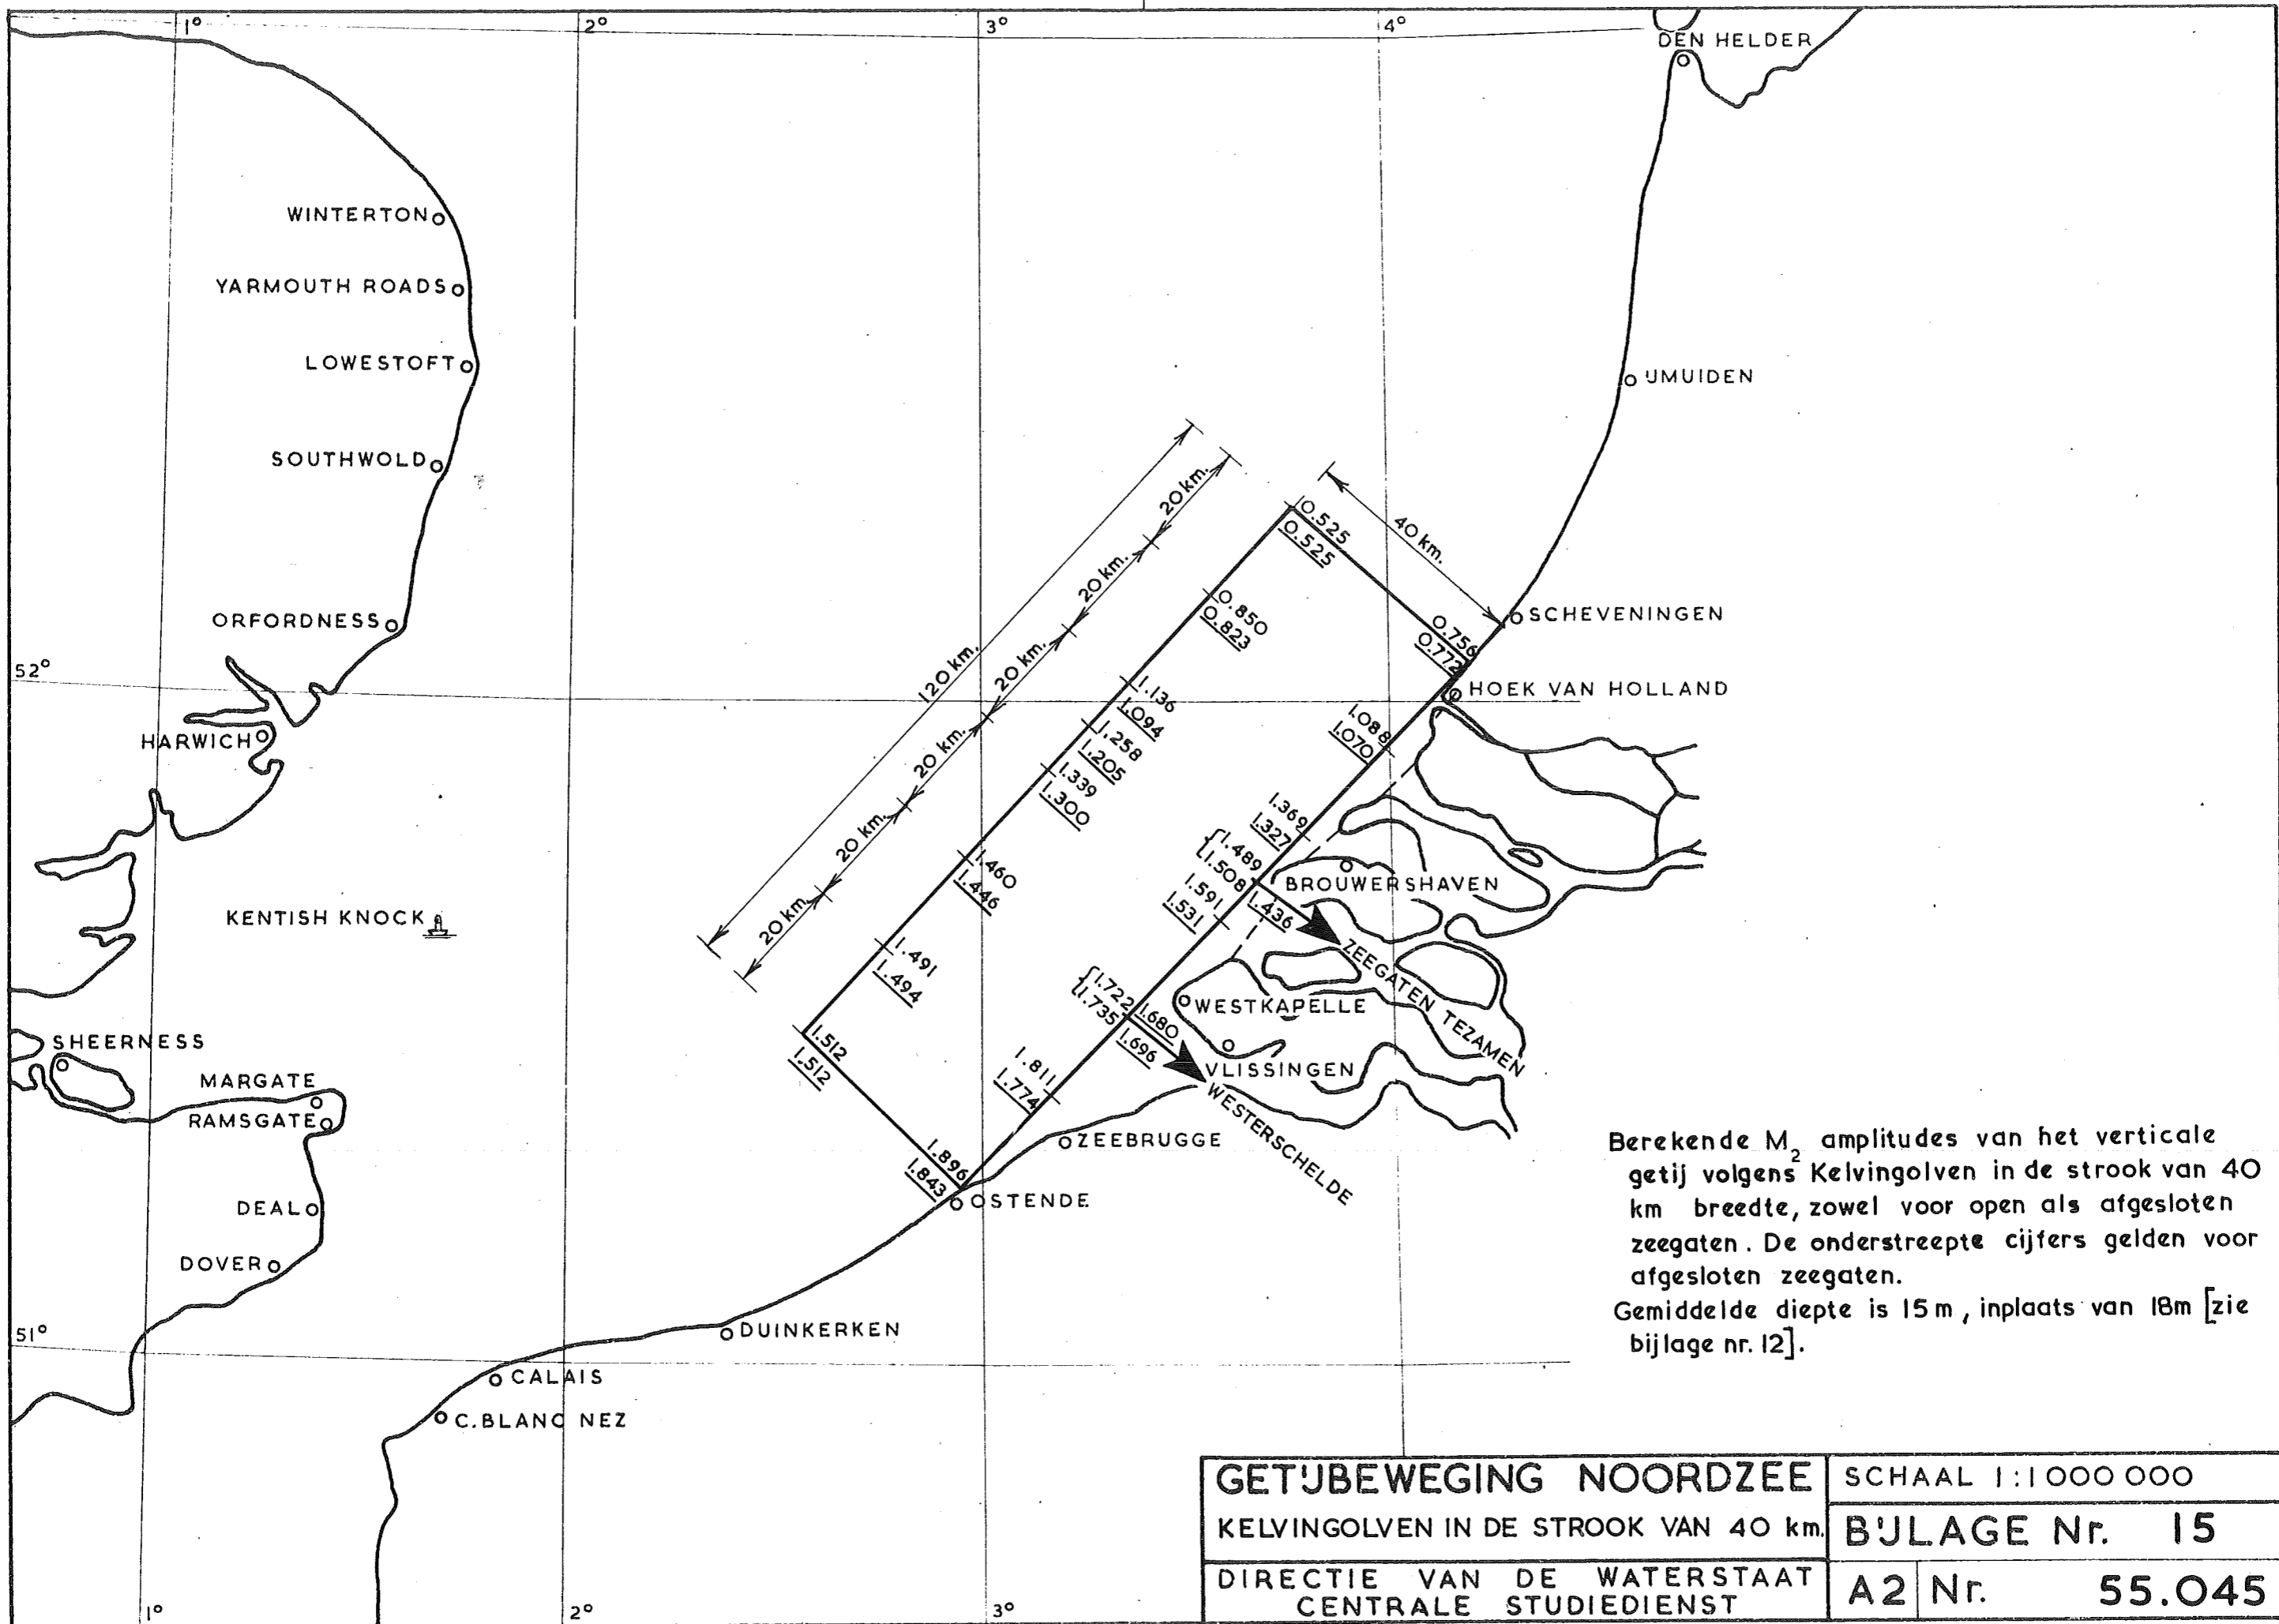 1°
2°
3°
4°
DEN HELDER
WINTERTON
YARMOUTH ROADS
LOWESTOFT
IJMUIDEN
SOUTHWOLD
20 km.
40 km.
0.525
0.525
20 km.
ORFORDNESS
0.850
0.823
SCHEVENINGEN
0.756
0.772
120 km.
20 km.
52°
HOEK VAN HOLLAND
1.136
1.094
HARWICH
20 km.
1.258
1.205
1.088
1.070
1.339
1.300
20 km.
1.369
1.327
1.460
1.446
{1.489
{1.508
BROUWERSHAVEN
1.436
1.591
1.531
KENTISH KNOCK
20 km.
1.491
1.494
ZEEGATEN TEZAMEN
{1.722
{1.735
WESTKAPELLE
1.680
1.696
SHEERNESS
1.512
1.512
VLISSINGEN
MARGATE
1.811
1.774
RAMSGATE
WESTERSCHELDE
ZEEBRUGGE
1.896
1.843
OSTENDE
DEAL
DOVER
51°
DUINKERKEN
CALAIS
C.BLANC NEZ
Berekende M2 amplitudes van het verticale
getij volgens Kelvingolven in de strook van 40
km breedte, zowel voor open als afgesloten
zeegaten. De onderstreepte cijfers gelden voor
afgesloten zeegaten.
Gemiddelde diepte is 15 m, inplaats van 18m [zie
bijlage nr. 12].
GETIJBEWEGING NOORDZEE
SCHAAL 1:1000 000
KELVINGOLVEN IN DE STROOK VAN 40 km.
BIJLAGE Nr. 15
DIRECTIE VAN DE WATERSTAAT
CENTRALE STUDIEDIENST
A2 Nr. 55.045
1°
2°
3°